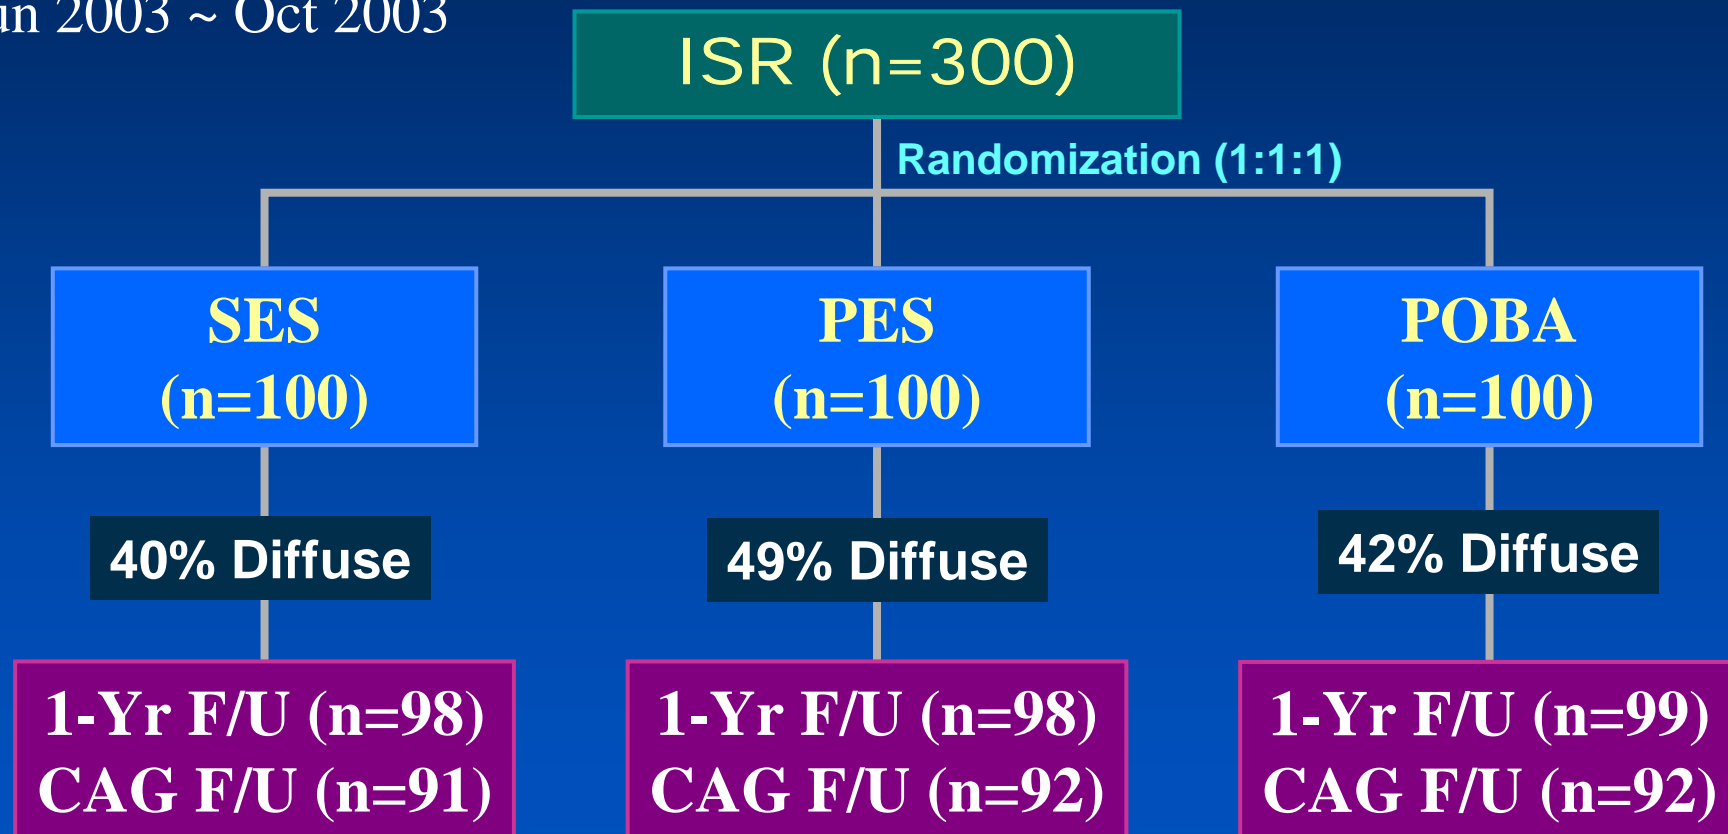 un 2003 ~ Oct 2003
ISR (n=300)
Randomization (1:1:1)
SES
(n=100)
PES
(n=100)
POBA
(n=100)
40% Diffuse
49% Diffuse
42% Diffuse
1-Yr F/U (n=98)
CAG F/U (n=91)
1-Yr F/U (n=98)
CAG F/U (n=92)
1-Yr F/U (n=99)
CAG F/U (n=92)